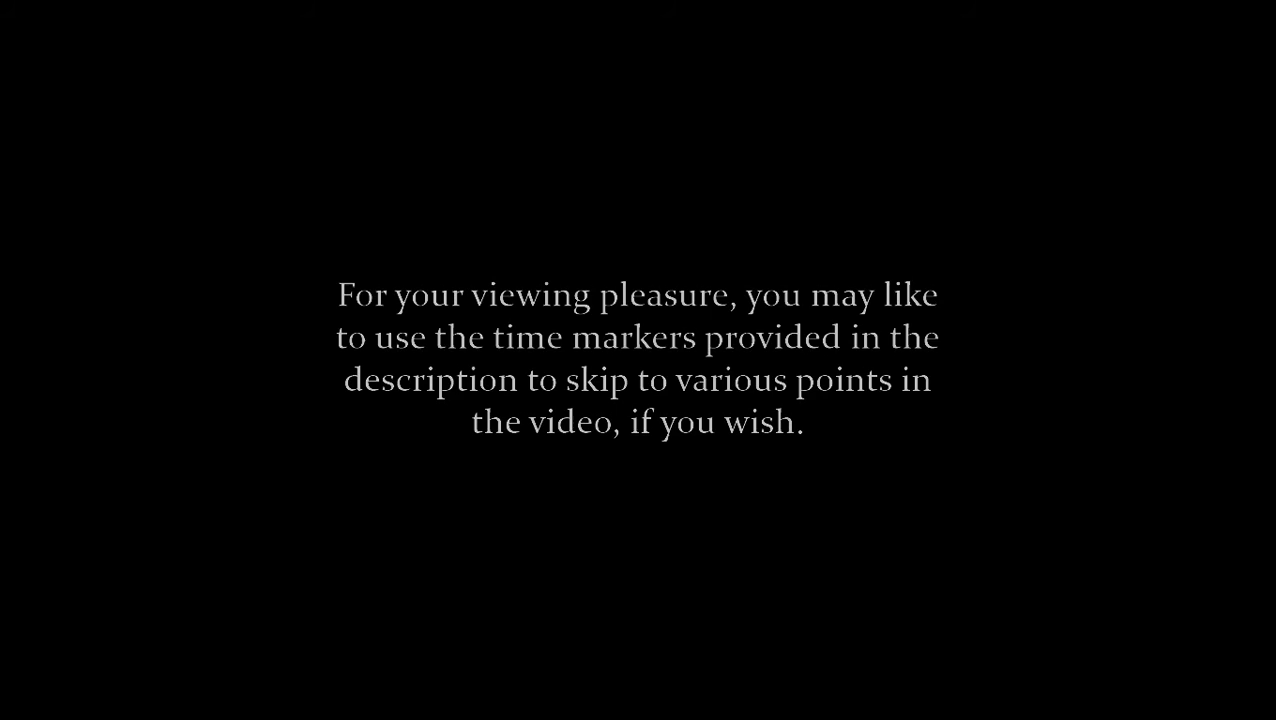 For your viewing pleasure, you may like
to use the time markers provided in the
description to skip to various points in
the video, if you wish.